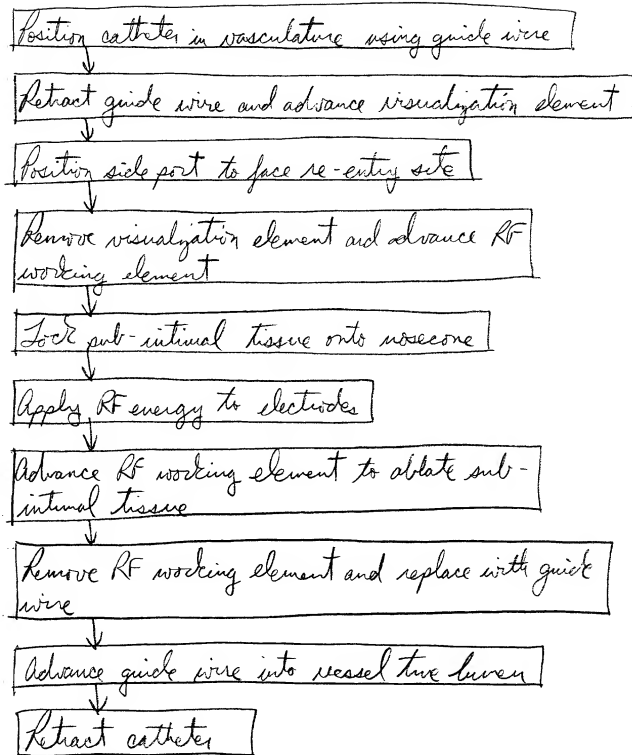 Position catheter in vasculature using guide wire
Retract guide wire and advance visualization element
Position side port to face re-entry site
Remove visualization element and advance RF
working element
Lock sub-intimal tissue onto nosecone
Apply RF energy to electrodes
Advance RF working element to ablate sub-
intimal tissue
Remove RF working element and replace with guide
wire
Advance guide wire into vessel true lumen
Retract catheter